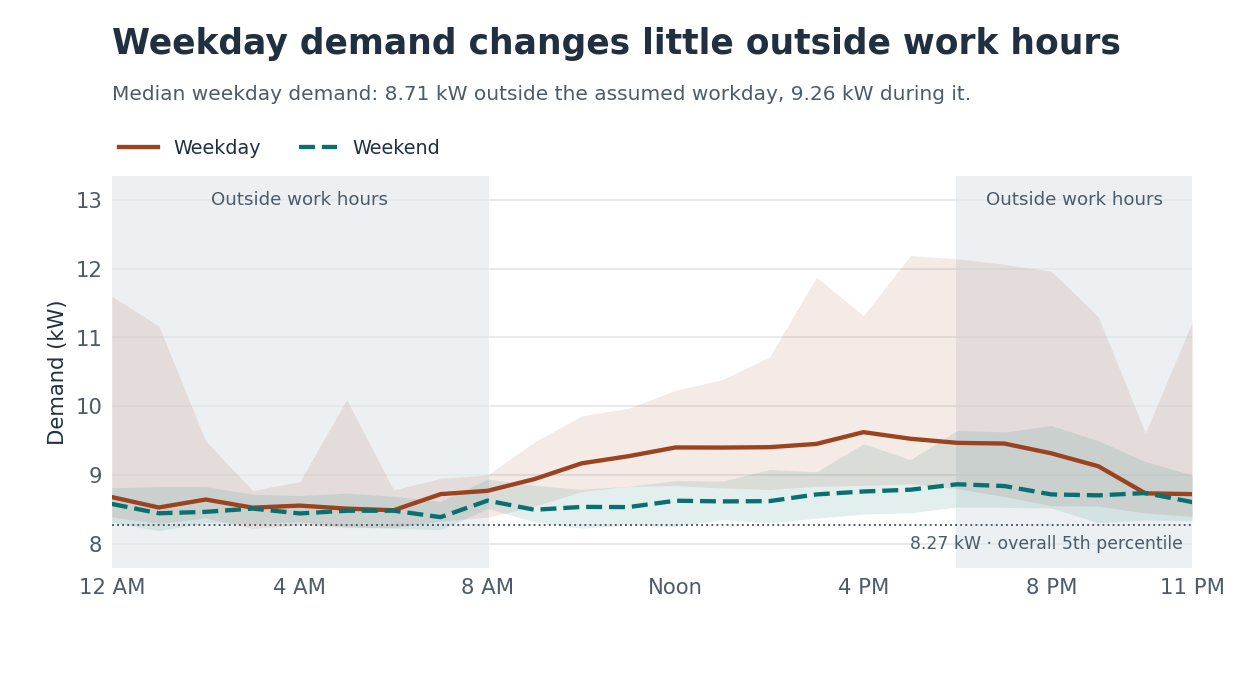 Weekday demand changes little outside work hours
Median weekday demand: 8.71 kW outside the assumed workday, 9.26 kW during it.
Weekday
Weekend
Outside work hours
Outside work hours
Demand (kW)
13
12
11
10
9
8
8.27 kW · overall 5th percentile
12 AM
4 AM
8 AM
Noon
4 PM
8 PM
11 PM